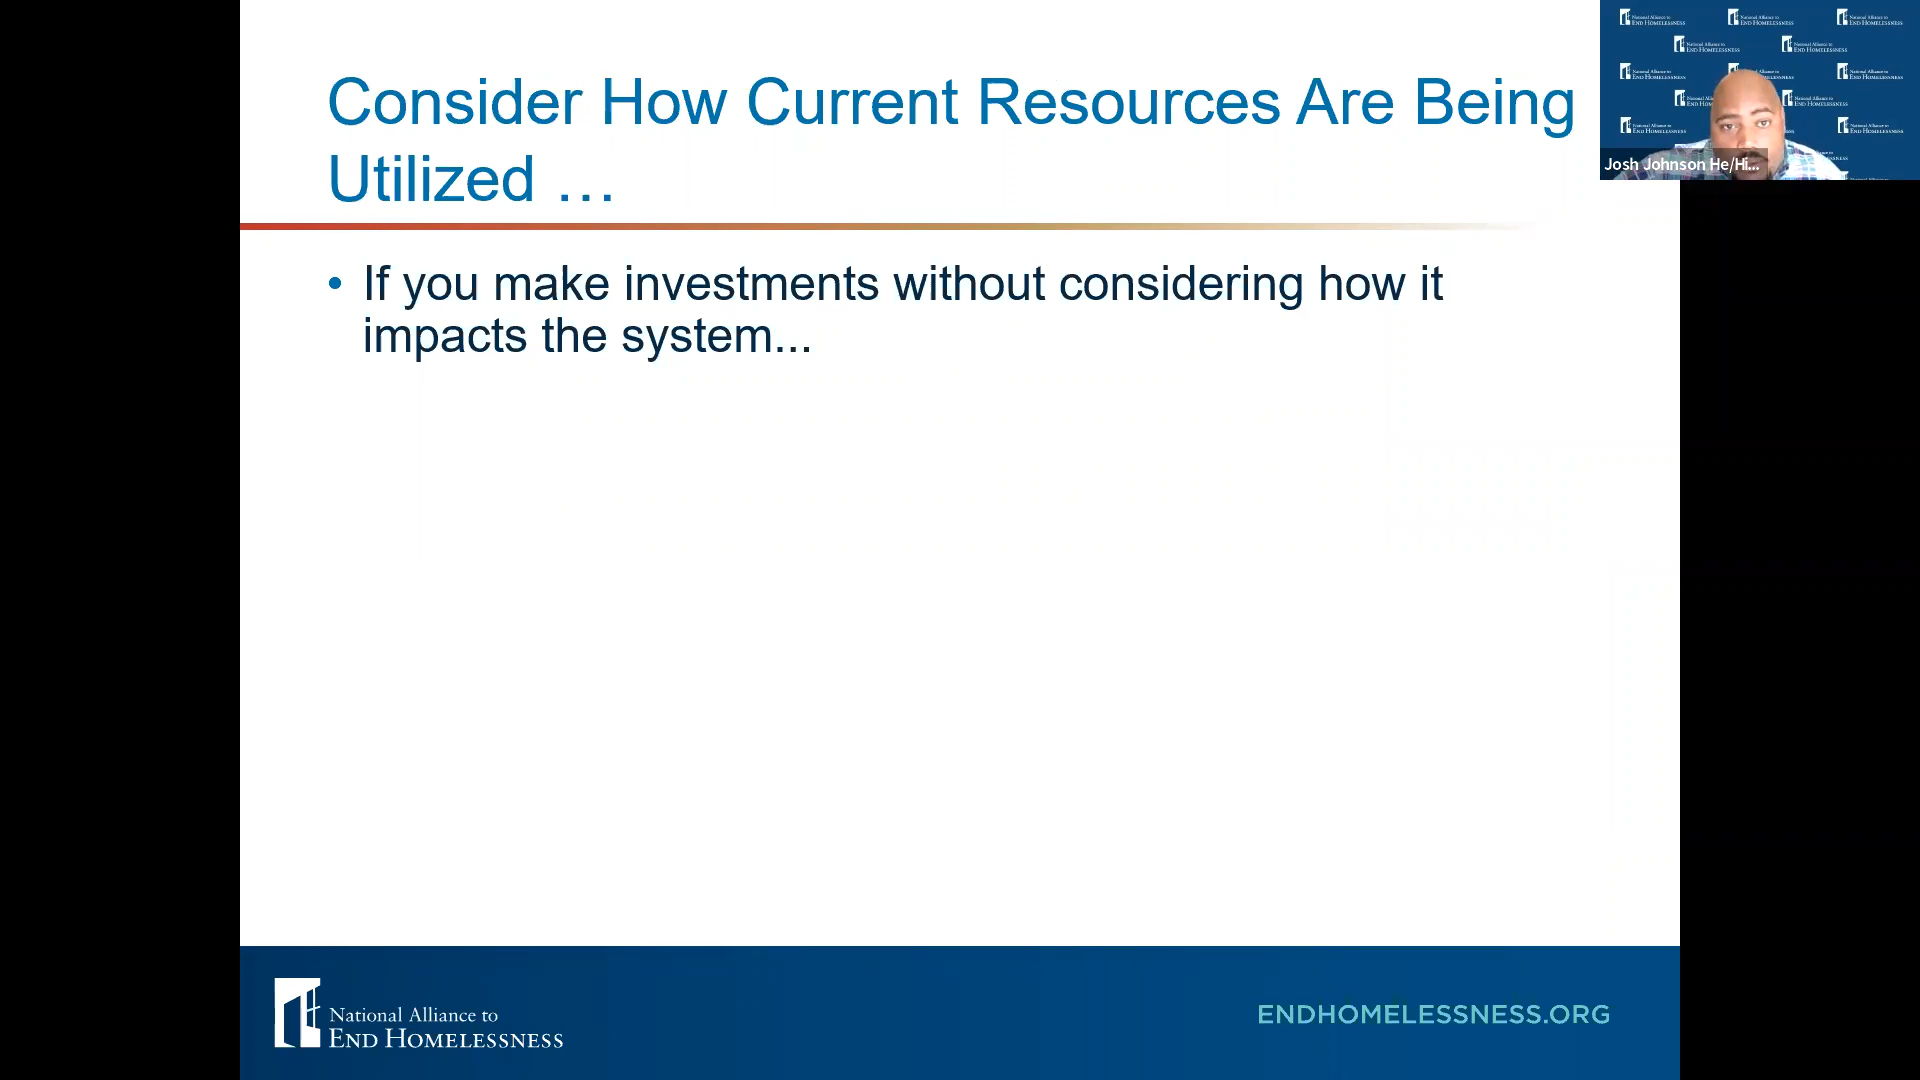 Consider How Current Resources Are Being
Utilized …
• If you make investments without considering how it
impacts the system...
Josh Johnson He/Hi...
National Alliance to
END HOMELESSNESS
ENDHOMELESSNESS.ORG